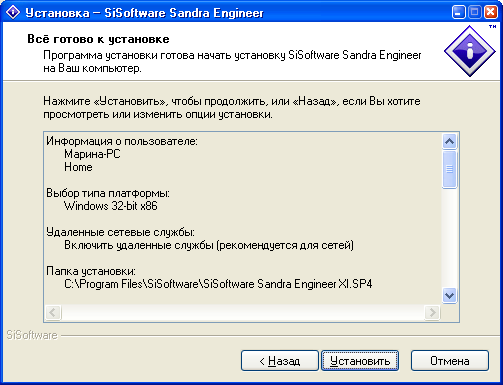 Установка – SiSoftware Sandra Engineer
Всё готово к установке
TM
Программа установки готова начать установку SiSoftware Sandra Engineer
на Ваш компьютер.
Нажмите «Установить», чтобы продолжить, или «Назад», если Вы хотите
просмотреть или изменить опции установки.
Информация о пользователе:
Марина-PC
Home
Выбор типа платформы:
Windows 32-bit x86
Удаленные сетевые службы:
Включить удаленные службы (рекомендуется для сетей)
Папка установки:
C:\Program Files\SiSoftware\SiSoftware Sandra Engineer XI.SP4
SiSoftware
< Назад
Установить
Отмена